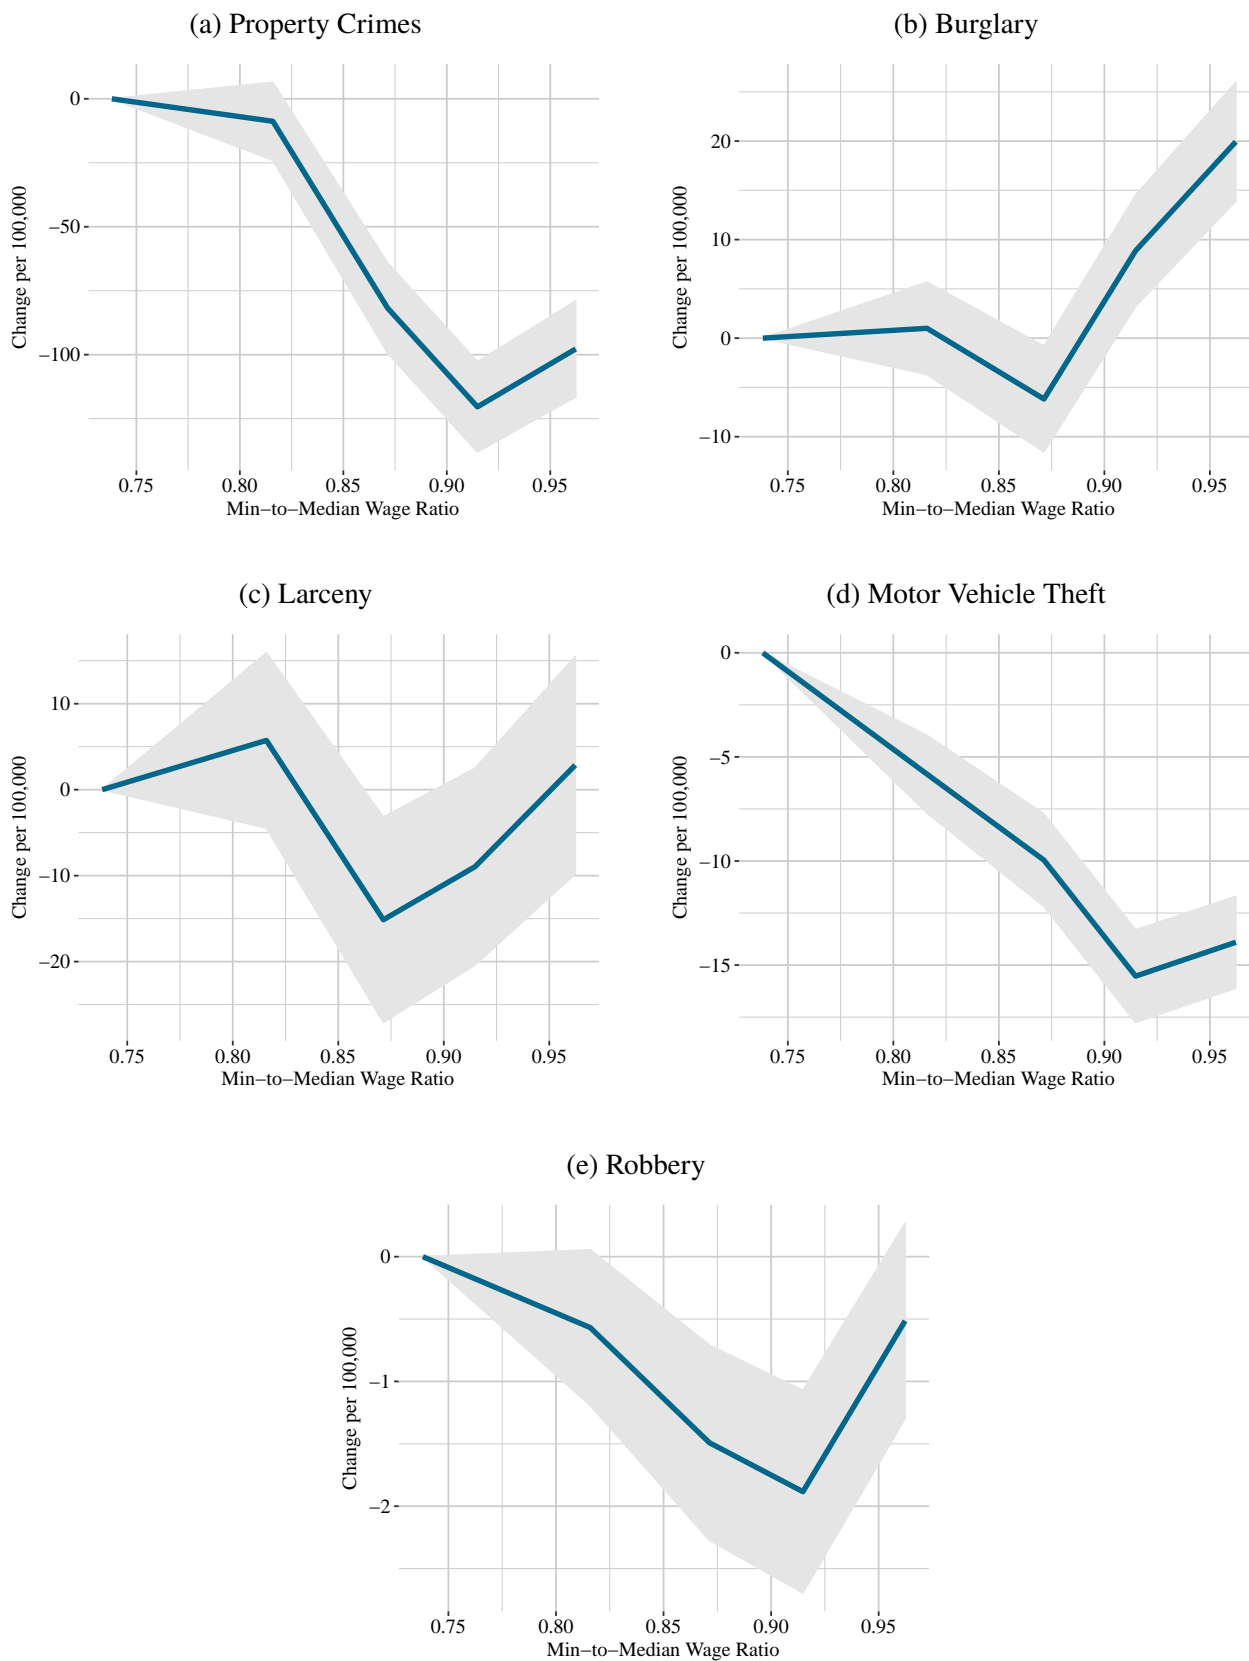 (a) Property Crimes
0
−50
−100
Change per 100,000
0.75 0.80 0.85 0.90 0.95
Min−to−Median Wage Ratio
(b) Burglary
20
10
0
−10
Change per 100,000
0.75 0.80 0.85 0.90 0.95
Min−to−Median Wage Ratio
(c) Larceny
10
0
−10
−20
Change per 100,000
0.75 0.80 0.85 0.90 0.95
Min−to−Median Wage Ratio
(d) Motor Vehicle Theft
0
−5
−10
−15
Change per 100,000
0.75 0.80 0.85 0.90 0.95
Min−to−Median Wage Ratio
(e) Robbery
0
−1
−2
Change per 100,000
0.75 0.80 0.85 0.90 0.95
Min−to−Median Wage Ratio